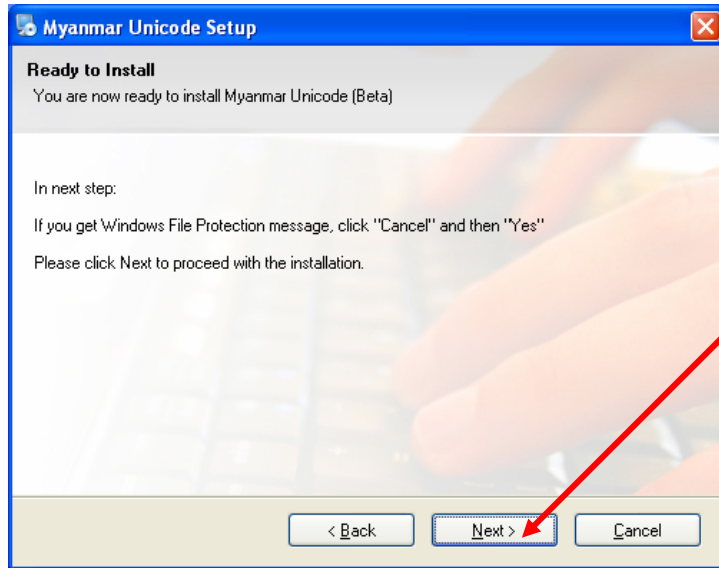 Myanmar Unicode Setup
Ready to Install
You are now ready to install Myanmar Unicode (Beta)
In next step:
If you get Windows File Protection message, click "Cancel" and then "Yes"
Please click Next to proceed with the installation.
< Back Next > Cancel